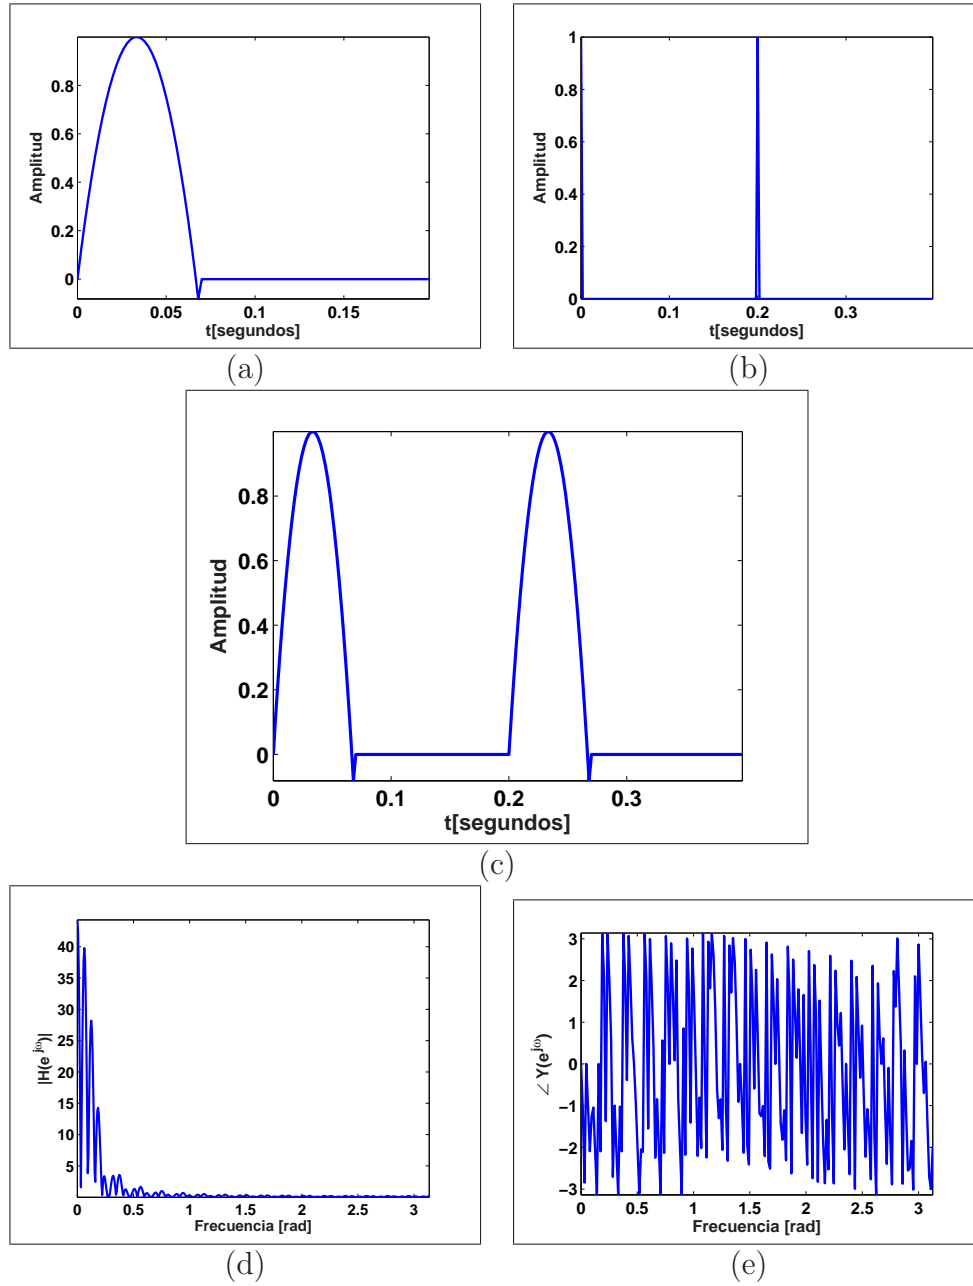 Amplitud
0.8
0.6
0.4
0.2
0
0 0.05 0.1 0.15
t[segundos]
(a)
Amplitud
1
0.8
0.6
0.4
0.2
0
0 0.1 0.2 0.3
t[segundos]
(b)
Amplitud
0.8
0.6
0.4
0.2
0
0 0.1 0.2 0.3
t[segundos]
(c)
|H(e^jω)|
40
35
30
25
20
15
10
5
0 0.5 1 1.5 2 2.5 3
Frecuencia [rad]
(d)
∠ Y(e^jω)
3
2
1
0
−1
−2
−3
0 0.5 1 1.5 2 2.5 3
Frecuencia [rad]
(e)